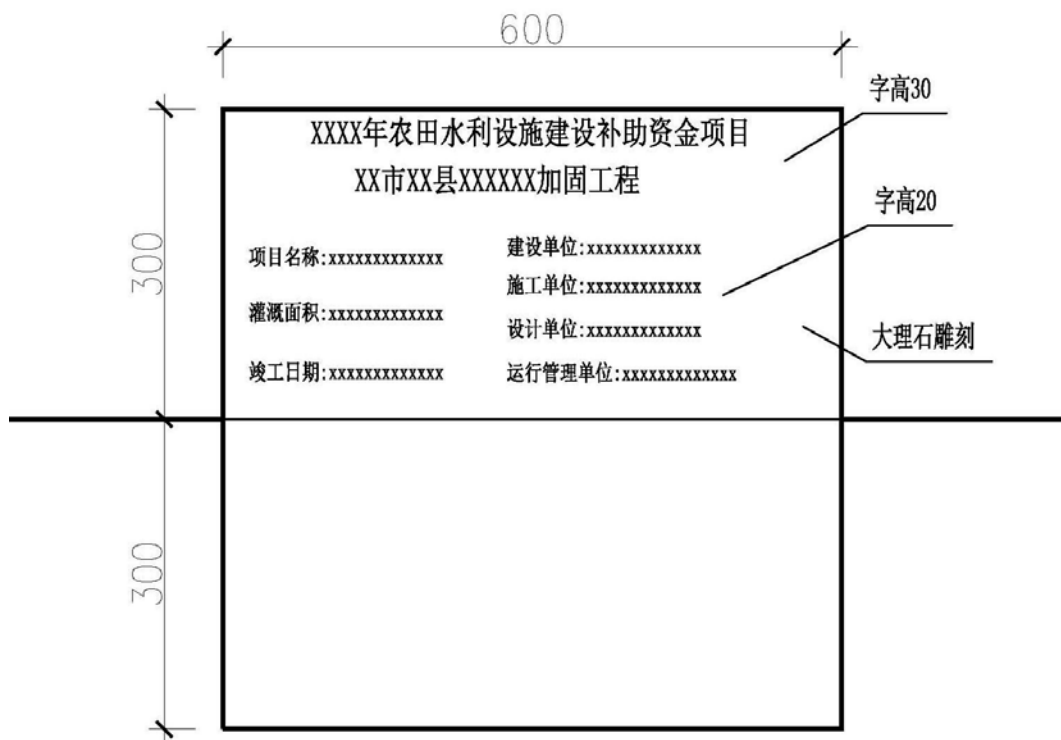 600
字高30
XXXX年农田水利设施建设补助资金项目
XX市XX县XXXXXX加固工程
字高20
300
项目名称:xxxxxxxxxxxxx
建设单位:xxxxxxxxxxxxx
施工单位:xxxxxxxxxxxxx
灌溉面积:xxxxxxxxxxxxx
设计单位:xxxxxxxxxxxxx
大理石雕刻
竣工日期:xxxxxxxxxxxxx
运行管理单位:xxxxxxxxxxxxx
300